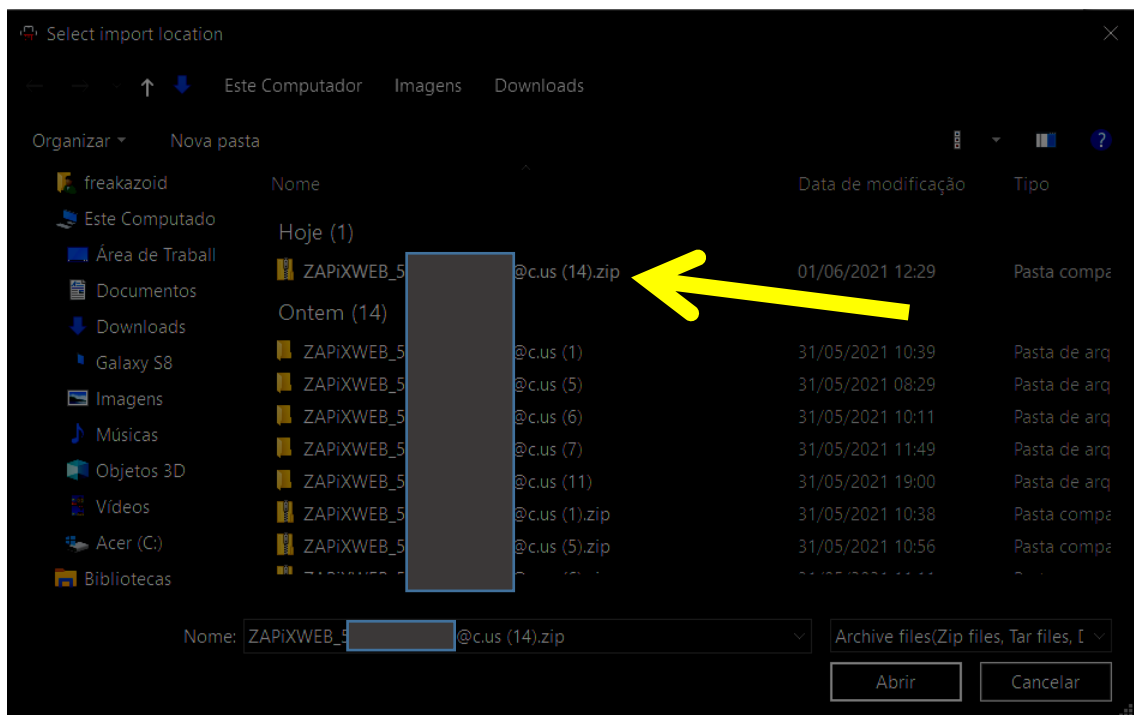 Select import location
Este Computador Imagens Downloads
Organizar Nova pasta ?
freakazoid
Este Computado
Área de Traball
Documentos
Downloads
Galaxy S8
Imagens
Músicas
Objetos 3D
Vídeos
Acer (C:)
Bibliotecas
Nome Data de modificação Tipo
Hoje (1)
ZAPiXWEB_5 @c.us (14).zip 01/06/2021 12:29 Pasta compa
Ontem (14)
ZAPiXWEB_5 @c.us (1) 31/05/2021 10:39 Pasta de arq
ZAPiXWEB_5 @c.us (5) 31/05/2021 08:29 Pasta de arq
ZAPiXWEB_5 @c.us (6) 31/05/2021 10:11 Pasta de arq
ZAPiXWEB_5 @c.us (7) 31/05/2021 11:49 Pasta de arq
ZAPiXWEB_5 @c.us (11) 31/05/2021 19:00 Pasta de arq
ZAPiXWEB_5 @c.us (1).zip 31/05/2021 10:38 Pasta compa
ZAPiXWEB_5 @c.us (5).zip 31/05/2021 10:56 Pasta compa
Nome: ZAPiXWEB_5 @c.us (14).zip Archive files(Zip files, Tar files, D
Abrir Cancelar